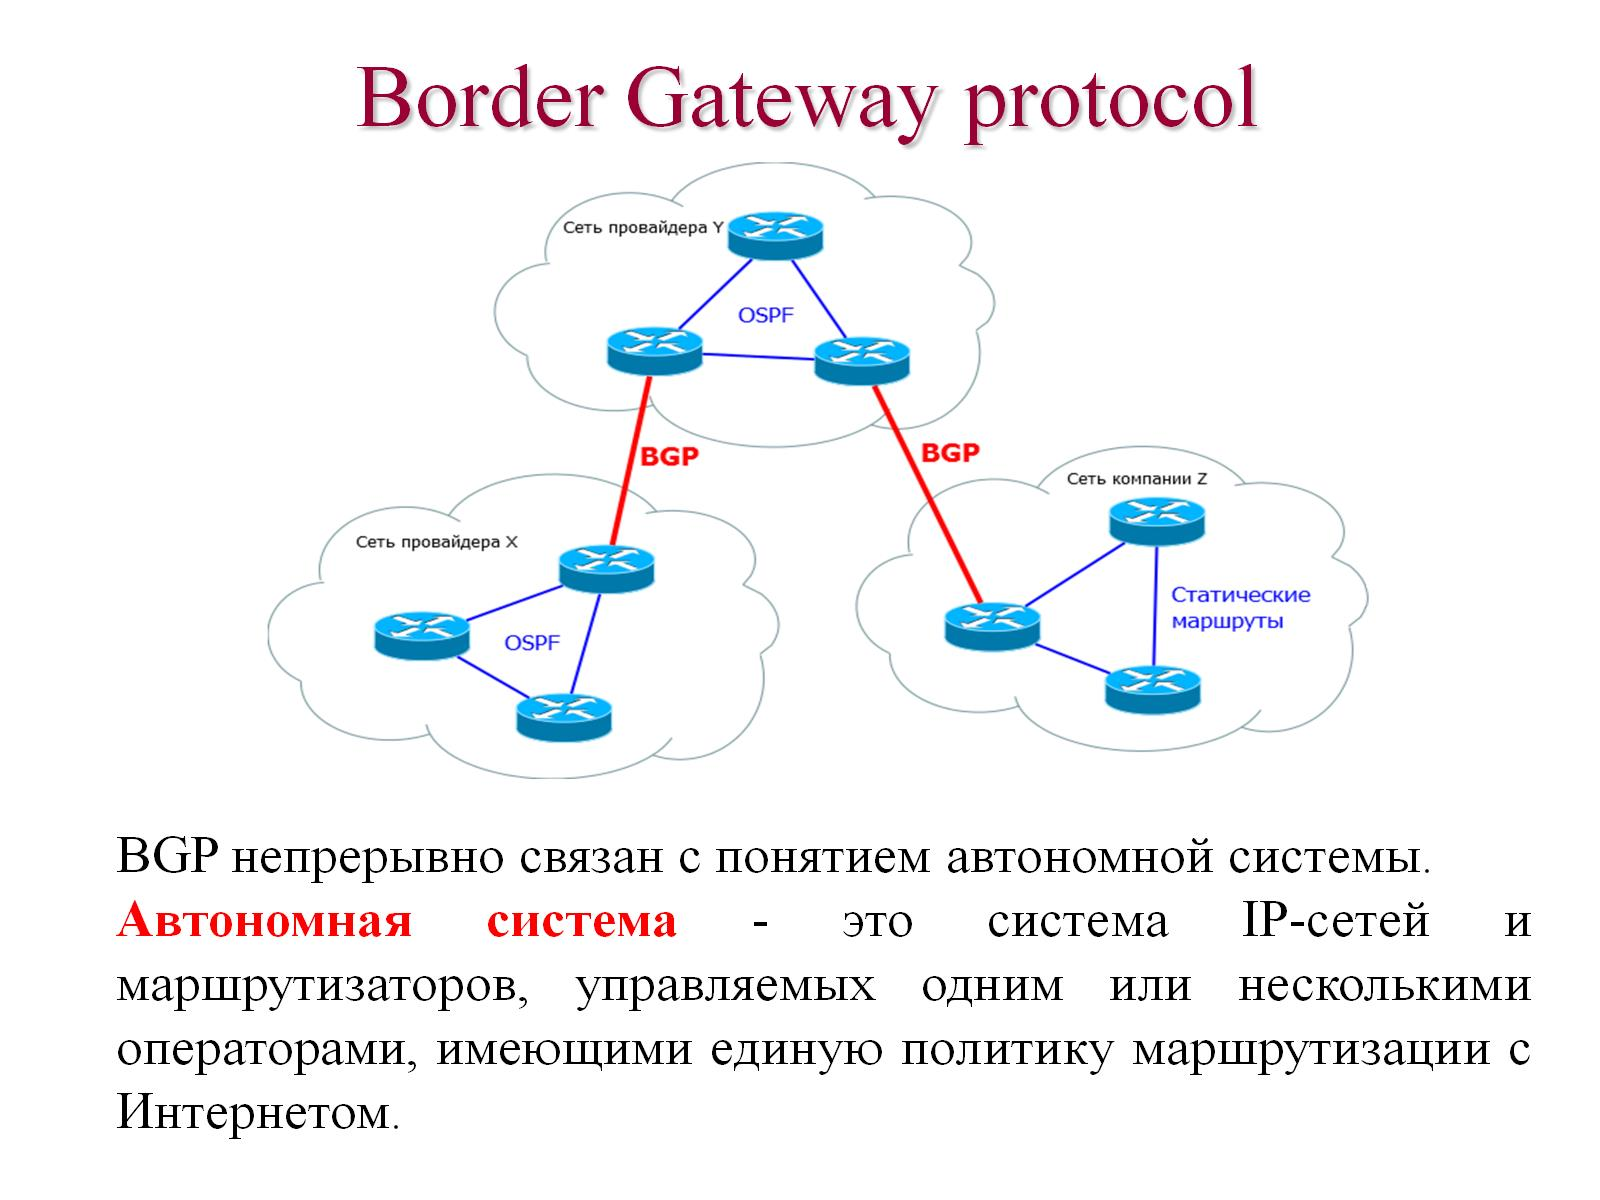 Border Gateway protocol
Сеть провайдера Y
OSPF
BGP
BGP
Сеть компании Z
Сеть провайдера X
Статические
маршруты
OSPF
BGP непрерывно связан с понятием автономной системы.
Автономная система - это система IP-сетей и
маршрутизаторов, управляемых одним или несколькими
операторами, имеющими единую политику маршрутизации с
Интернетом.